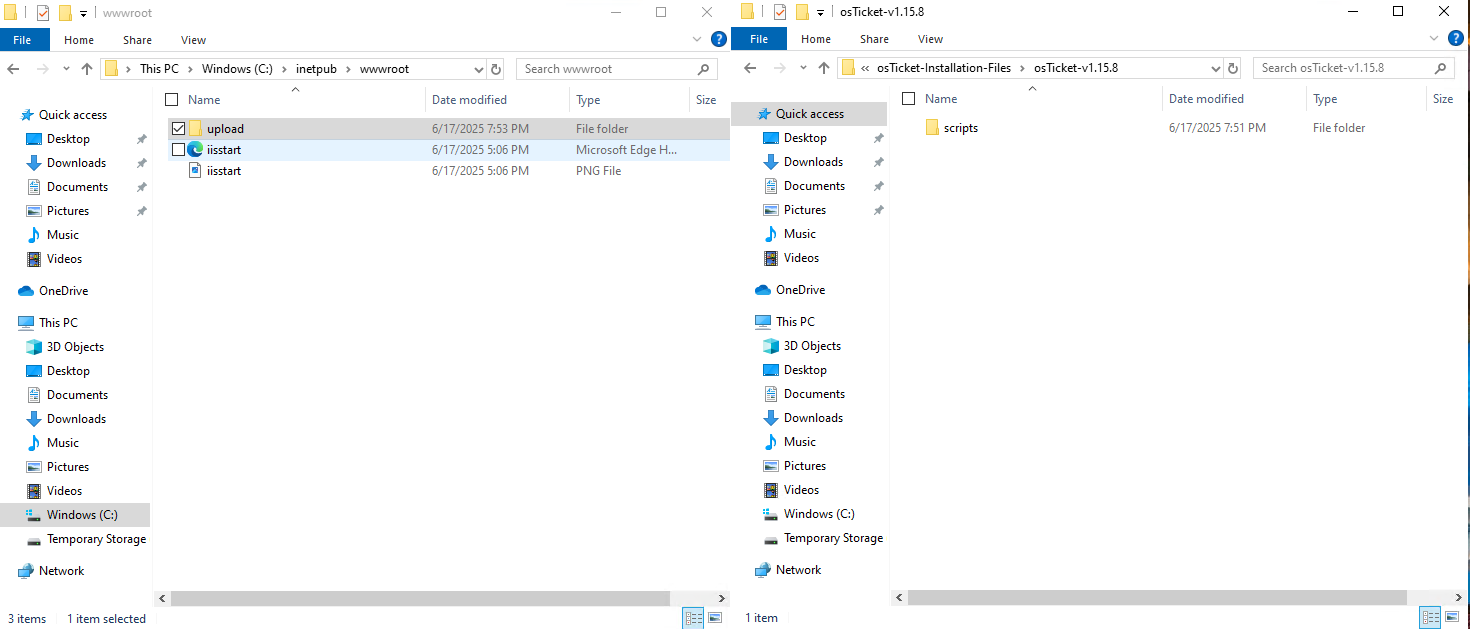 wwwroot
File Home Share View
This PC Windows (C:) inetpub wwwroot Search wwwroot
Quick access
Desktop
Downloads
Documents
Pictures
Music
Videos
OneDrive
This PC
3D Objects
Desktop
Documents
Downloads
Music
Pictures
Videos
Windows (C:)
Temporary Storage
Network
Name Date modified Type Size
upload 6/17/2025 7:53 PM File folder
iisstart 6/17/2025 5:06 PM Microsoft Edge H...
iisstart 6/17/2025 5:06 PM PNG File
3 items 1 item selected
osTicket-v1.15.8
File Home Share View
« osTicket-Installation-Files osTicket-v1.15.8 Search osTicket-v1.15.8
Quick access
Desktop
Downloads
Documents
Pictures
Music
Videos
OneDrive
This PC
3D Objects
Desktop
Documents
Downloads
Music
Pictures
Videos
Windows (C:)
Temporary Storage
Network
Name Date modified Type Size
scripts 6/17/2025 7:51 PM File folder
1 item